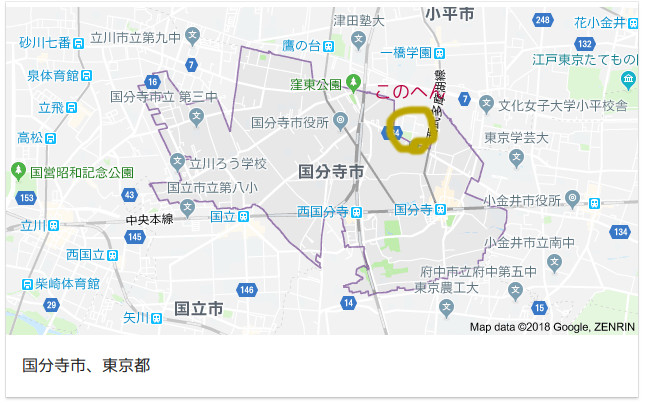 小平市
津田塾大
248
花小金井
立川市立第九中
砂川七番
鷹の台
一橋学園
132
江戸東京たてもの
7
泉体育館
16
窪東公園
このへん
国分寺市立 第三中
7
文化女子大学小平校舎
立飛
国分寺市役所
東京学芸大
高松
立川ろう学校
国分寺市
国営昭和記念公園
国立市立第八小
153
43
小金井市役所
中央本線
国立
西国分寺
国分寺
立川
145
134
西国立
小金井市立南中
府中市立府中第五中
柴崎体育館
146
東京農工大
29
14
15
国立市
矢川
Map data ©2018 Google, ZENRIN
国分寺市、東京都